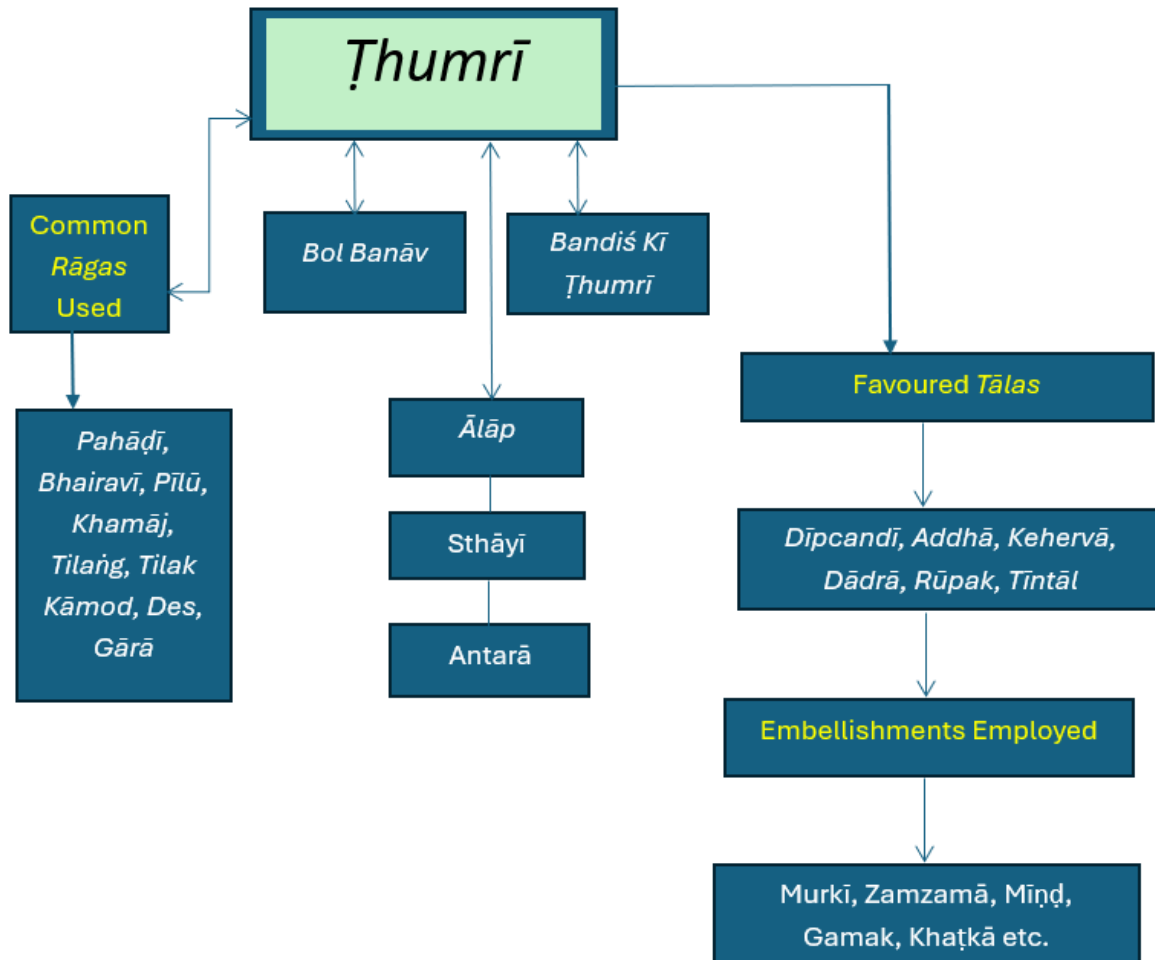 Ṭhumrī
Common
Rāgas
Used
Bol Banāv
Bandiś Kī
Ṭhumrī
Favoured Tālas
Pahāḍī,
Bhairavī, Pīlū,
Khamāj,
Tilaṅg, Tilak
Kāmod, Des,
Gārā
Ālāp
Sthāyī
Antarā
Dīpcandī, Addhā, Kehervā,
Dādrā, Rūpak, Tīntāl
Embellishments Employed
Murkī, Zamzamā, Mīṇḍ,
Gamak, Khaṭkā etc.